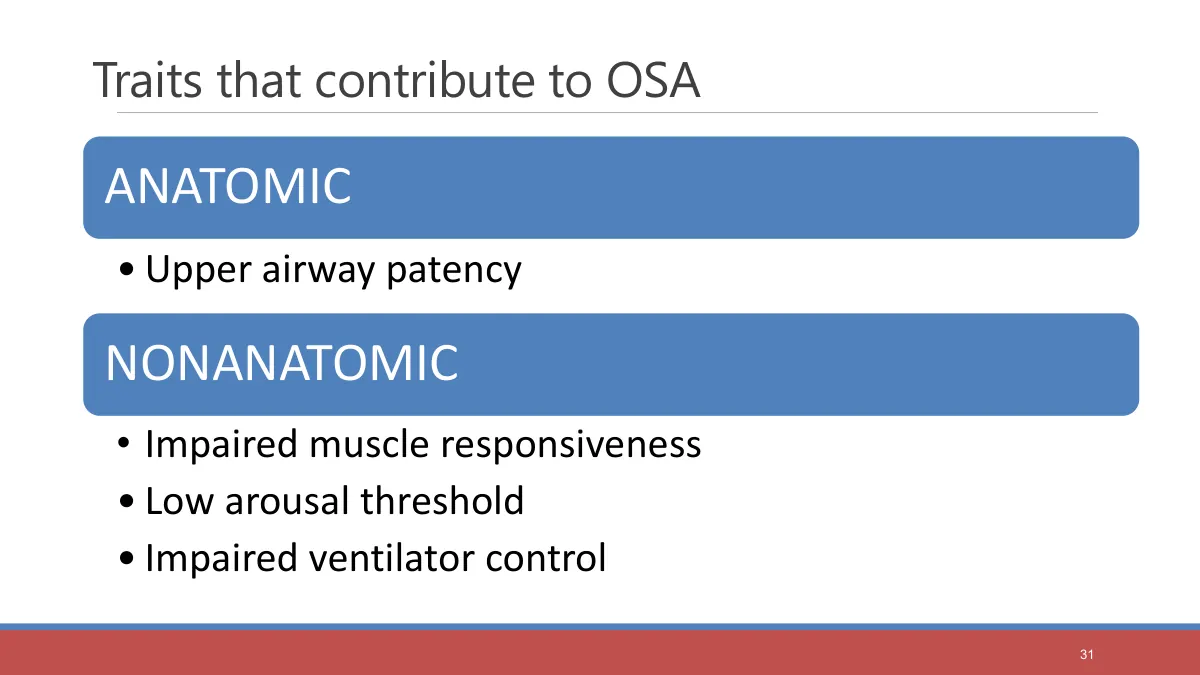 Traits that contribute to OSA
ANATOMIC
• Upper airway patency
NONANATOMIC
• Impaired muscle responsiveness
• Low arousal threshold
• Impaired ventilator control
31